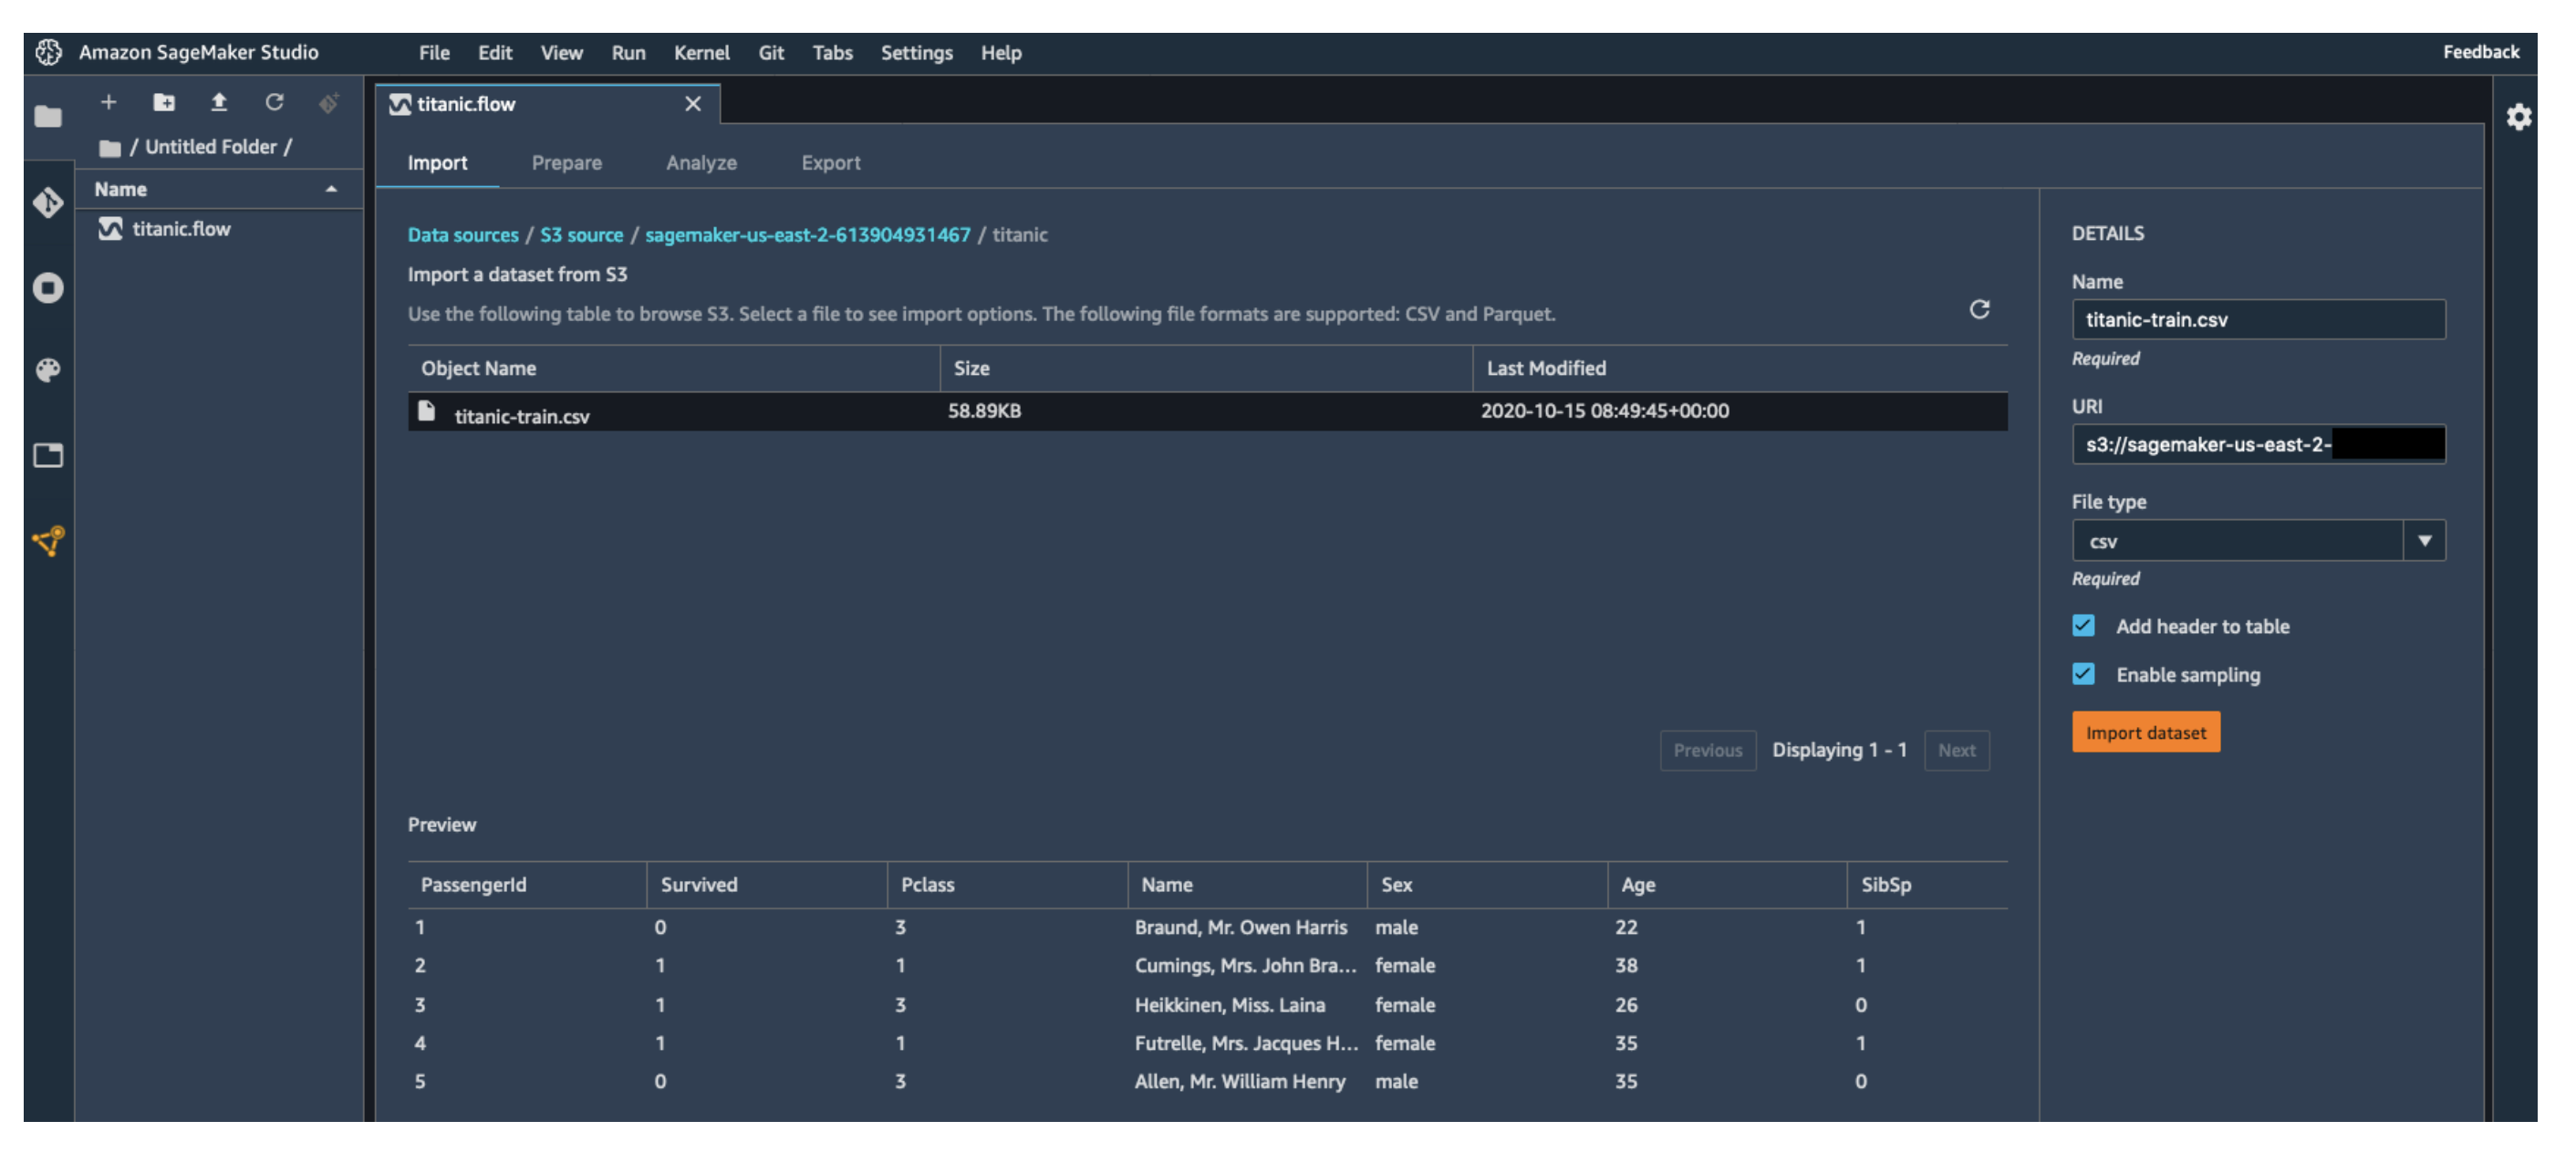 Amazon SageMaker Studio File Edit View Run Kernel Git Tabs Settings Help Feedback
titanic.flow
/ Untitled Folder /
Name
titanic.flow
Import Prepare Analyze Export
Data sources / S3 source / sagemaker-us-east-2-613904931467 / titanic
Import a dataset from S3
Use the following table to browse S3. Select a file to see import options. The following file formats are supported: CSV and Parquet.
Object Name Size Last Modified
titanic-train.csv 58.89KB 2020-10-15 08:49:45+00:00
Previous Displaying 1 - 1 Next
Preview
PassengerId Survived Pclass Name Sex Age SibSp
1 0 3 Braund, Mr. Owen Harris male 22 1
2 1 1 Cumings, Mrs. John Bra... female 38 1
3 1 3 Heikkinen, Miss. Laina female 26 0
4 1 1 Futrelle, Mrs. Jacques H... female 35 1
5 0 3 Allen, Mr. William Henry male 35 0
DETAILS
Name
titanic-train.csv
Required
URI
s3://sagemaker-us-east-2-
File type
csv
Required
Add header to table
Enable sampling
Import dataset